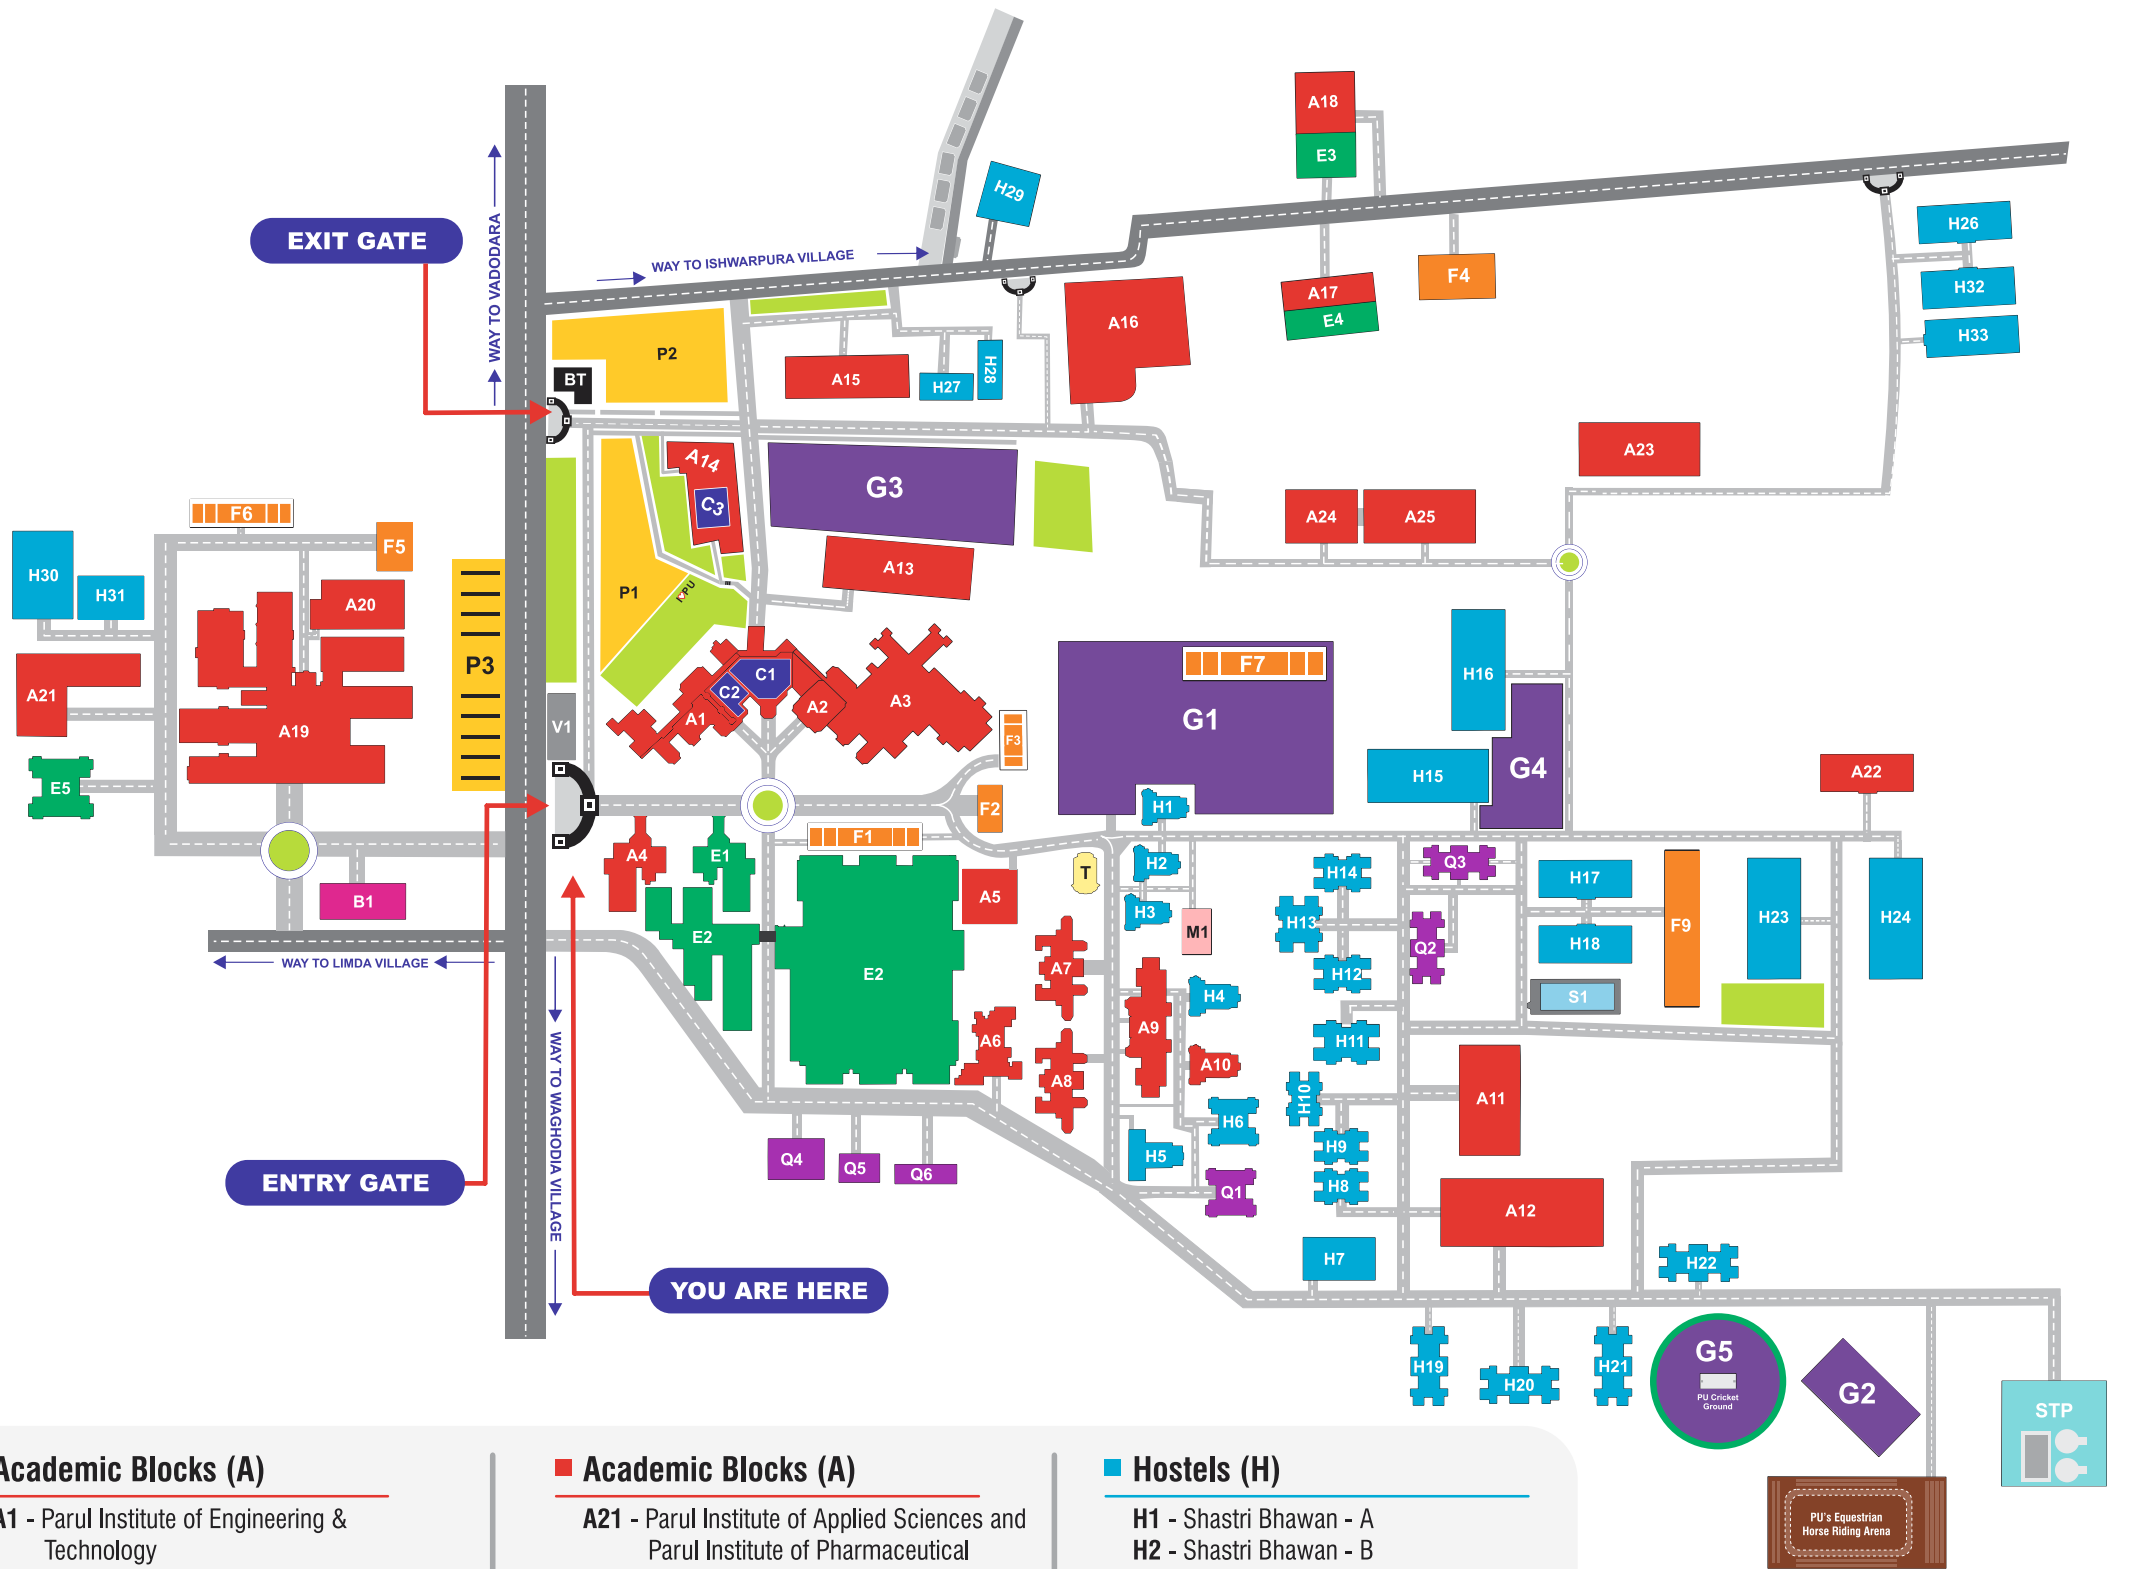 A18
E3
H29
H26
EXIT GATE
WAY TO VADODARA
WAY TO ISHWARPURA VILLAGE
F4
H32
A17
E4
A16
H33
P2
BT
A15
H27
H28
A23
A14
C3
G3
A24
A25
F6
F5
A13
H30
H31
A20
P1
I PU
P3
A21
A19
C1
C2
A1
A2
A3
F7
H16
G1
V1
F3
G4
H15
A22
E5
H1
F2
F1
A4
E1
H2
T
H14
Q3
H17
B1
A5
H3
M1
H13
Q2
F9
H23
H24
E2
H18
WAY TO LIMDA VILLAGE
E2
A7
H12
H4
S1
A9
A6
H11
A10
A8
H10
A11
H6
WAY TO WAGHODIA VILLAGE
Q4
Q5
Q6
H5
H9
ENTRY GATE
Q1
H8
A12
H7
H22
YOU ARE HERE
G5
PU Cricket
Ground
H19
H20
H21
G2
STP
Academic Blocks (A)
A1 - Parul Institute of Engineering &
Technology
Academic Blocks (A)
A21 - Parul Institute of Applied Sciences and
Parul Institute of Pharmaceutical
Hostels (H)
H1 - Shastri Bhawan - A
H2 - Shastri Bhawan - B
PU's Equestrian
Horse Riding Arena